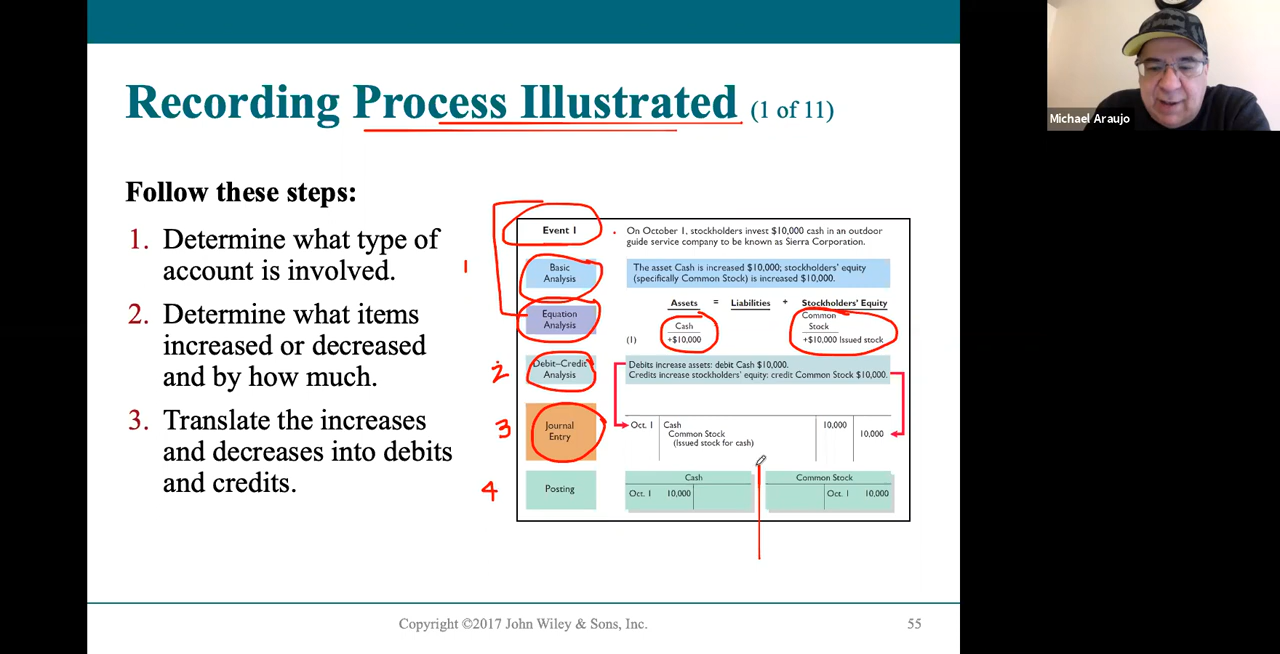 Recording Process Illustrated (1 of 11)
Michael Araujo
Follow these steps:
1. Determine what type of
account is involved.
2. Determine what items
increased or decreased
and by how much.
3. Translate the increases
and decreases into debits
and credits.
1
2
3
4
Event 1
On October 1, stockholders invest $10,000 cash in an outdoor
guide service company to be known as Sierra Corporation.
Basic
Analysis
The asset Cash is increased $10,000; stockholders' equity
(specifically Common Stock) is increased $10,000.
Equation
Analysis
Assets = Liabilities + Stockholders' Equity
Common
Cash Stock
(1) +$10,000 +$10,000 Issued stock
Debit–Credit
Analysis
Debits increase assets: debit Cash $10,000.
Credits increase stockholders' equity: credit Common Stock $10,000.
Journal
Entry
Oct. 1 Cash 10,000
Common Stock 10,000
(Issued stock for cash)
Posting
Cash Common Stock
Oct. 1 10,000 Oct. 1 10,000
Copyright ©2017 John Wiley & Sons, Inc. 55